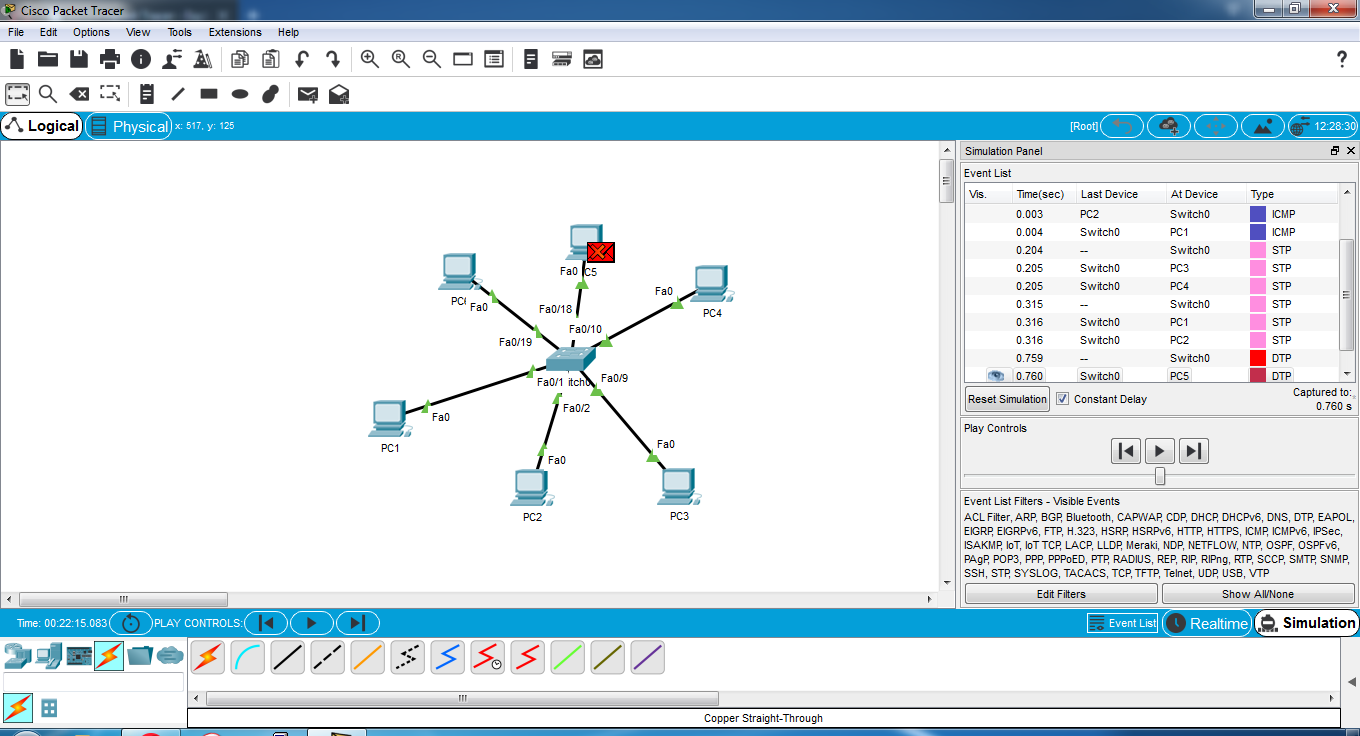 Cisco Packet Tracer
File Edit Options View Tools Extensions Help
R
?
Logical Physical x: 517, y: 125 [Root] 12:28:30
Simulation Panel
Event List
Vis. Time(sec) Last Device At Device Type
0.003 PC2 Switch0 ICMP
0.004 Switch0 PC1 ICMP
0.204 -- Switch0 STP
0.205 Switch0 PC3 STP
0.205 Switch0 PC4 STP
0.315 -- Switch0 STP
0.316 Switch0 PC1 STP
0.316 Switch0 PC2 STP
0.759 -- Switch0 DTP
0.760 Switch0 PC5 DTP
Reset Simulation Constant Delay Captured to:
0.760 s
Play Controls
Event List Filters - Visible Events
ACL Filter, ARP, BGP, Bluetooth, CAPWAP, CDP, DHCP, DHCPv6, DNS, DTP, EAPOL,
EIGRP, EIGRPv6, FTP, H.323, HSRP, HSRPv6, HTTP, HTTPS, ICMP, ICMPv6, IPSec,
ISAKMP, IoT, IoT TCP, LACP, LLDP, Meraki, NDP, NETFLOW, NTP, OSPF, OSPFv6,
PAgP, POP3, PPP, PPPoED, PTP, RADIUS, REP, RIP, RIPng, RTP, SCCP, SMTP, SNMP,
SSH, STP, SYSLOG, TACACS, TCP, TFTP, Telnet, UDP, USB, VTP
Edit Filters Show All/None
Fa0 C5
PC6 Fa0
Fa0
PC4
Fa0/18
Fa0/10
Fa0/19
Fa0/1 itch0 Fa0/9
Fa0/2
Fa0
PC1
Fa0
Fa0
PC2
PC3
Time: 00:22:15.083 PLAY CONTROLS: Event List Realtime Simulation
Copper Straight-Through